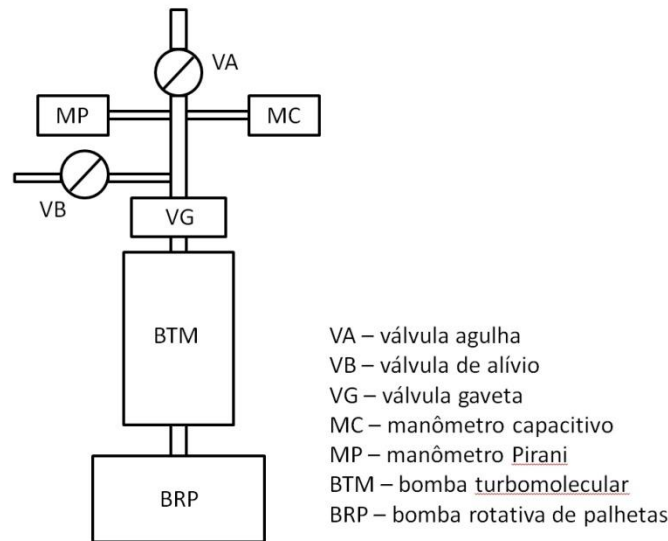 VA
MP
MC
VB
VG
BTM
BRP
VA – válvula agulha
VB – válvula de alívio
VG – válvula gaveta
MC – manômetro capacitivo
MP – manômetro Pirani
BTM – bomba turbomolecular
BRP – bomba rotativa de palhetas